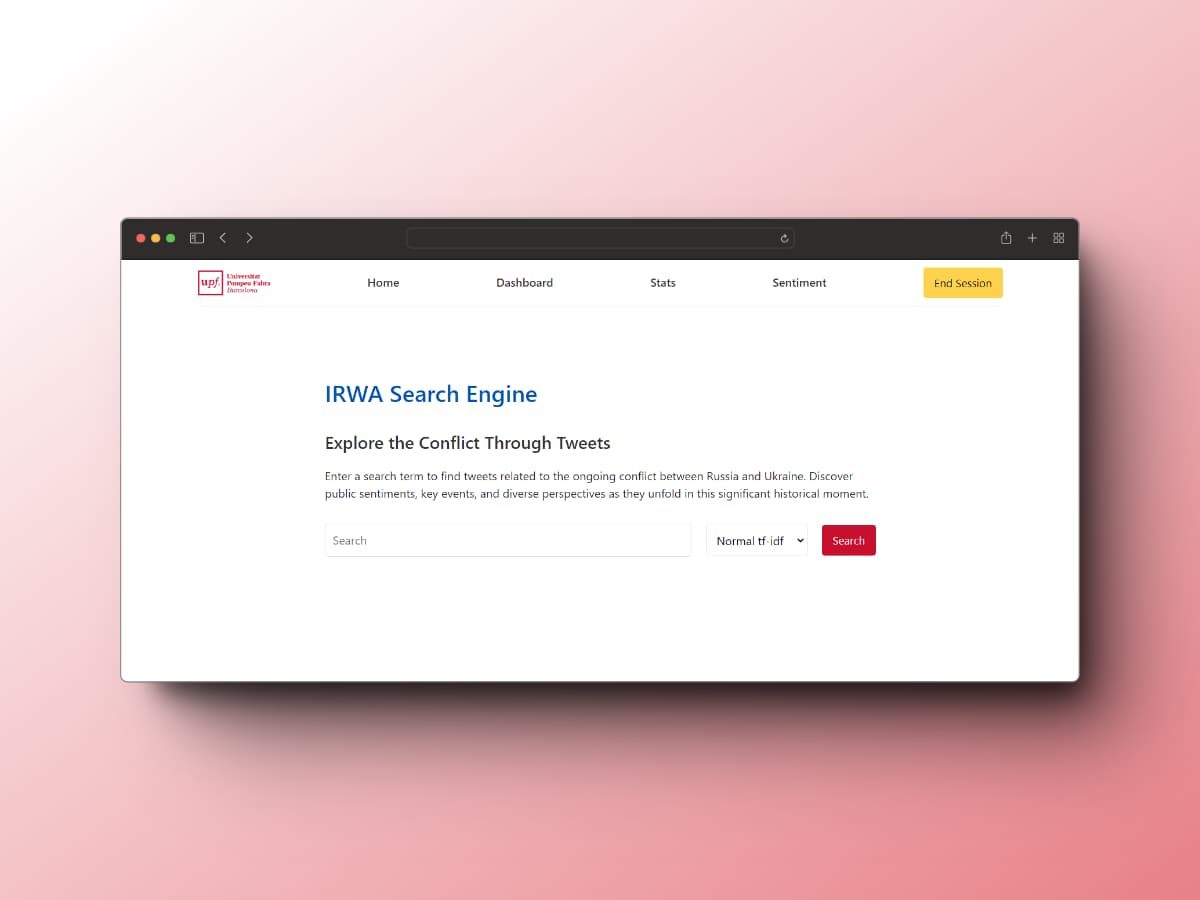 upf.
Universitat
Pompeu Fabra
Barcelona
Home
Dashboard
Stats
Sentiment
End Session
IRWA Search Engine
Explore the Conflict Through Tweets
Enter a search term to find tweets related to the ongoing conflict between Russia and Ukraine. Discover
public sentiments, key events, and diverse perspectives as they unfold in this significant historical moment.
Search
Normal tf-idf
Search